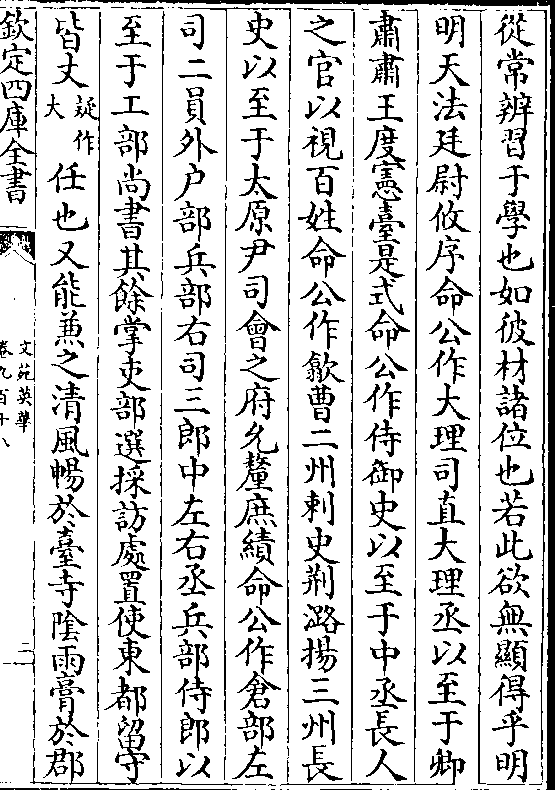 從常辨習于學也如彼材諸位也若此欲無顯得乎明
明天法廷尉攸序命公作大理司直大理丞以至于卿
肅肅王度憲臺是式命公作侍御史以至于中丞長人
之官以視百姓命公作歙曹二州刺史荆潞揚三州長
史以至于太原尹司會之府允釐庶績命公作倉部左
司二員外户部兵部右司三郎中左右丞兵部侍郎以
至于工部尚書其餘掌吏部選採訪處置使東都留守
皆丈疑作大任也又能兼之清風暢於臺寺陰雨膏於郡
欽定四庫全書
文苑英華
卷九百十八
二